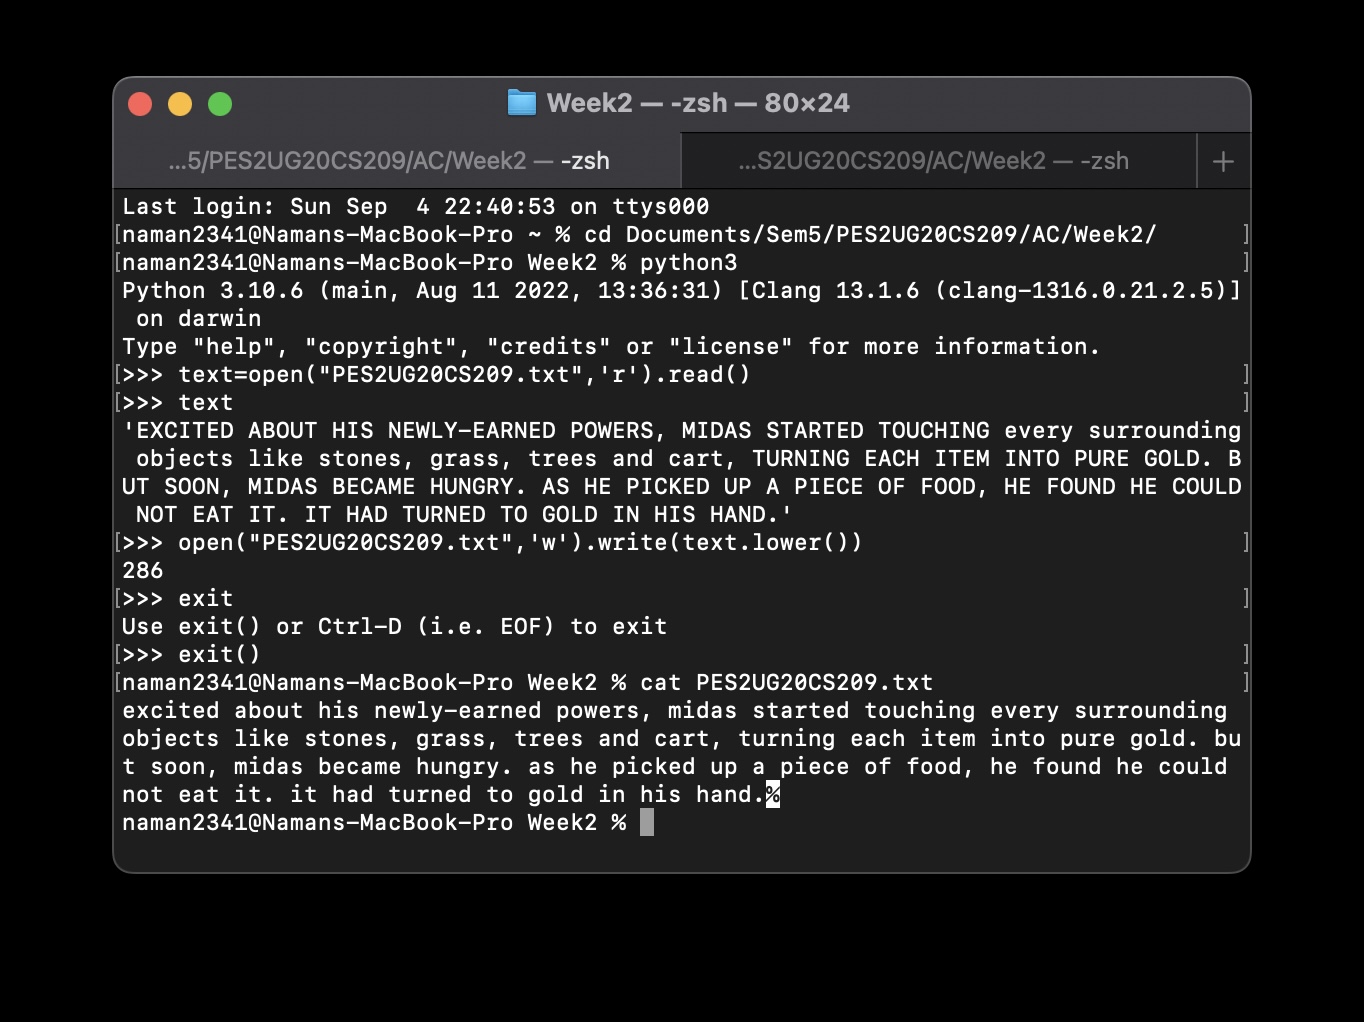 Week2 — -zsh — 80×24
...5/PES2UG20CS209/AC/Week2 — -zsh
...S2UG20CS209/AC/Week2 — -zsh
+
Last login: Sun Sep  4 22:40:53 on ttys000
[naman2341@Namans-MacBook-Pro ~ % cd Documents/Sem5/PES2UG20CS209/AC/Week2/ ]
[naman2341@Namans-MacBook-Pro Week2 % python3 ]
Python 3.10.6 (main, Aug 11 2022, 13:36:31) [Clang 13.1.6 (clang-1316.0.21.2.5)]
 on darwin
Type "help", "copyright", "credits" or "license" for more information.
[>>> text=open("PES2UG20CS209.txt",'r').read() ]
[>>> text ]
'EXCITED ABOUT HIS NEWLY-EARNED POWERS, MIDAS STARTED TOUCHING every surrounding
 objects like stones, grass, trees and cart, TURNING EACH ITEM INTO PURE GOLD. B
UT SOON, MIDAS BECAME HUNGRY. AS HE PICKED UP A PIECE OF FOOD, HE FOUND HE COULD
 NOT EAT IT. IT HAD TURNED TO GOLD IN HIS HAND.'
[>>> open("PES2UG20CS209.txt",'w').write(text.lower()) ]
286
[>>> exit ]
Use exit() or Ctrl-D (i.e. EOF) to exit
[>>> exit() ]
[naman2341@Namans-MacBook-Pro Week2 % cat PES2UG20CS209.txt ]
excited about his newly-earned powers, midas started touching every surrounding
objects like stones, grass, trees and cart, turning each item into pure gold. bu
t soon, midas became hungry. as he picked up a piece of food, he found he could
not eat it. it had turned to gold in his hand.%
naman2341@Namans-MacBook-Pro Week2 %